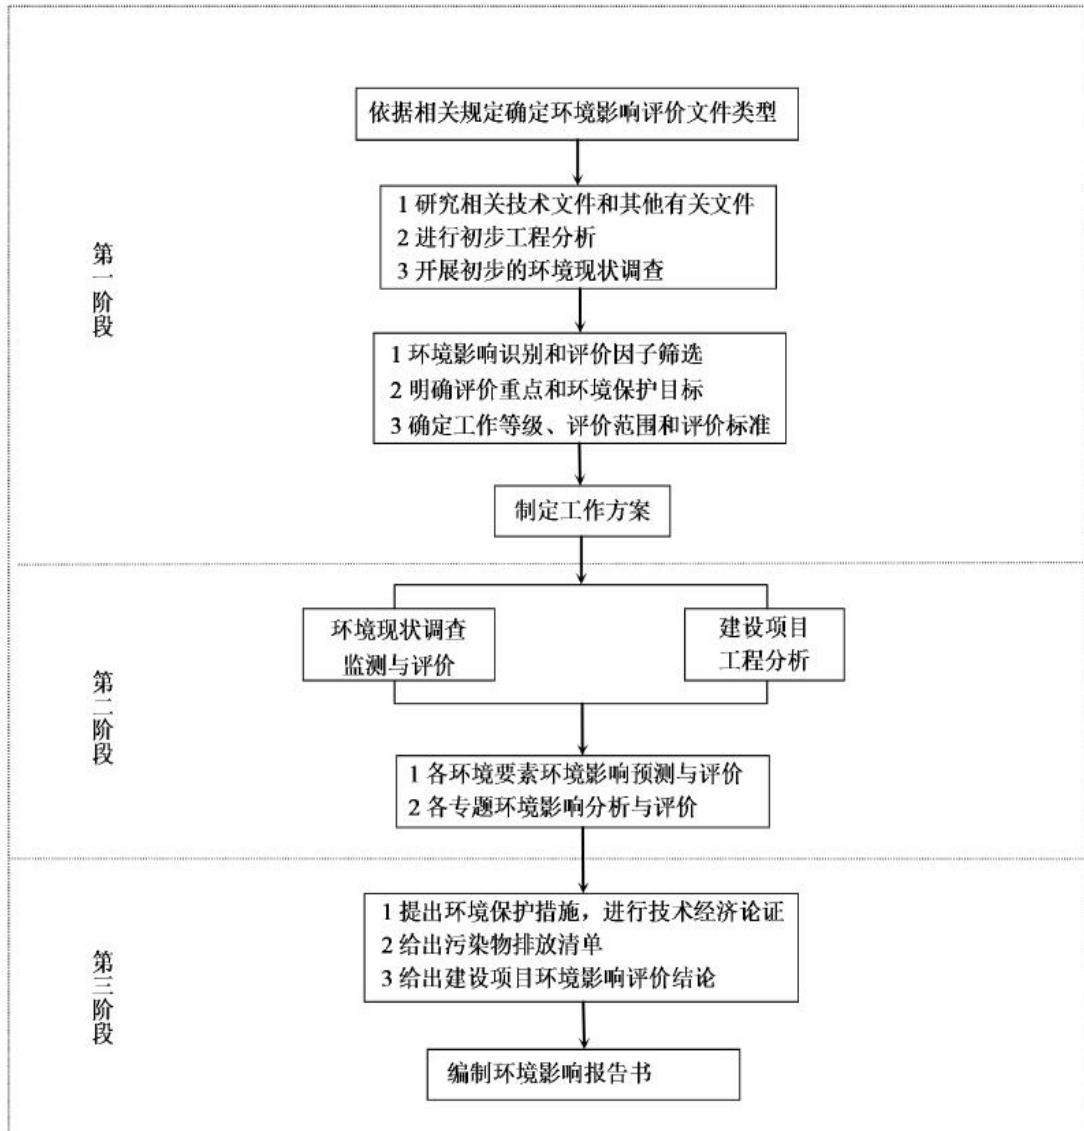 依据相关规定确定环境影响评价文件类型
1 研究相关技术文件和其他有关文件
2 进行初步工程分析
3 开展初步的环境现状调查
第一阶段
1 环境影响识别和评价因子筛选
2 明确评价重点和环境保护目标
3 确定工作等级、评价范围和评价标准
制定工作方案
环境现状调查
监测与评价
建设项目
工程分析
第二阶段
1 各环境要素环境影响预测与评价
2 各专题环境影响分析与评价
1 提出环境保护措施，进行技术经济论证
2 给出污染物排放清单
3 给出建设项目环境影响评价结论
第三阶段
编制环境影响报告书